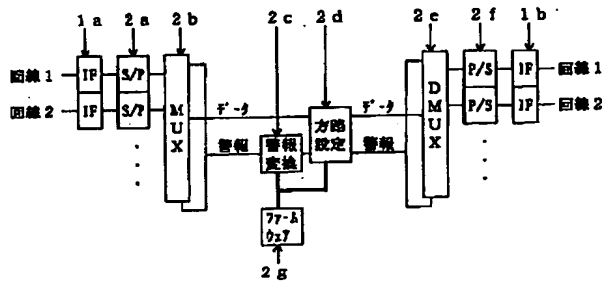 1a 2a 2b 2c 2d 2e 2f 1b
回線1 IF S/P MUX データ 方路設定 データ DMUX P/S IF 回線1
回線2 IF S/P 警報 警報変換 警報 P/S IF 回線2
ファームウェア
2g